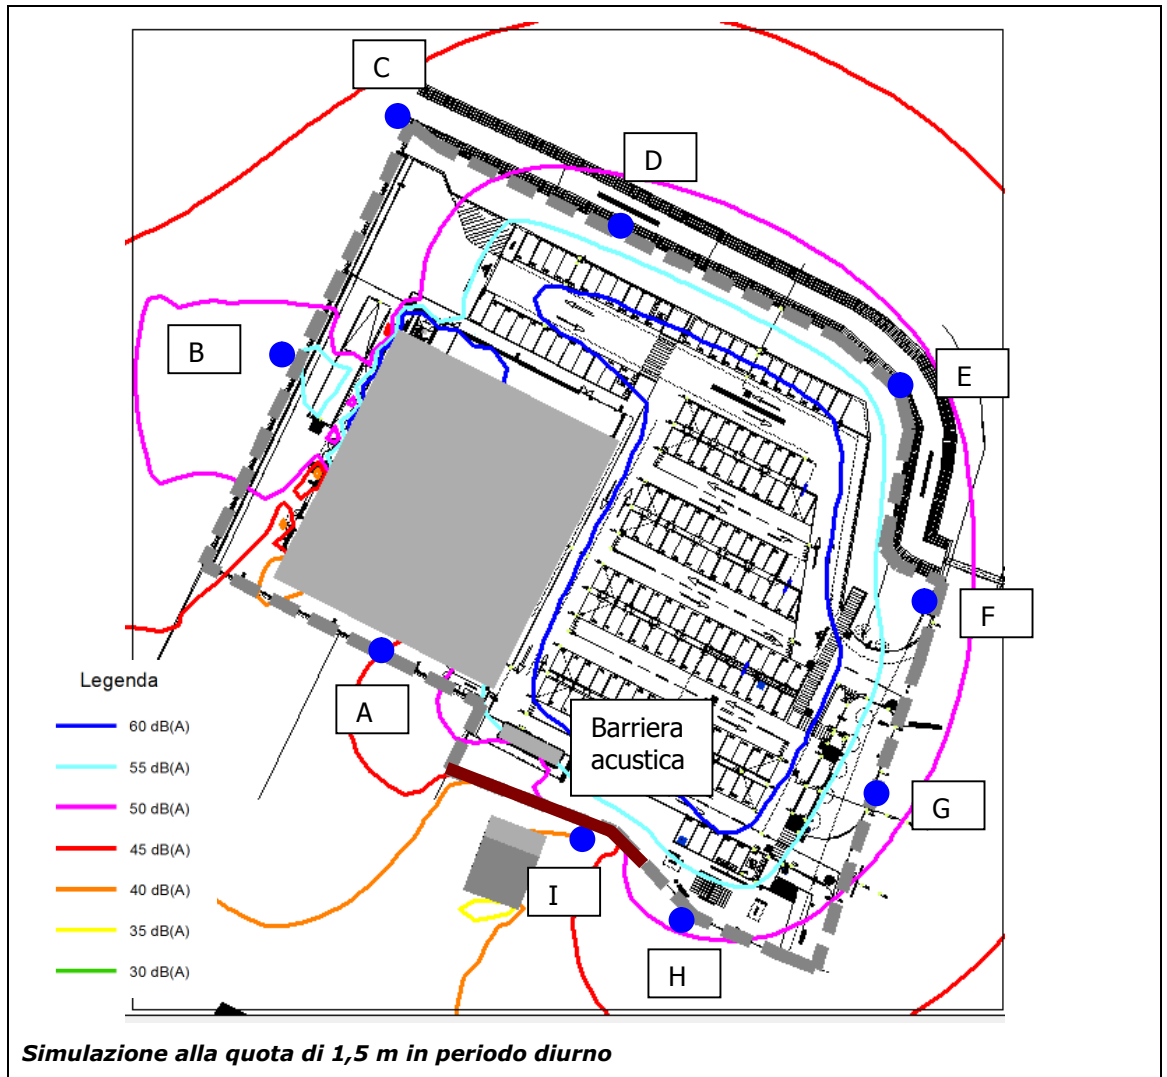 C
D
B
E
F
Legenda
A
Barriera
acustica
60 dB(A)
55 dB(A)
50 dB(A)
G
45 dB(A)
40 dB(A)
I
35 dB(A)
H
30 dB(A)
Simulazione alla quota di 1,5 m in periodo diurno